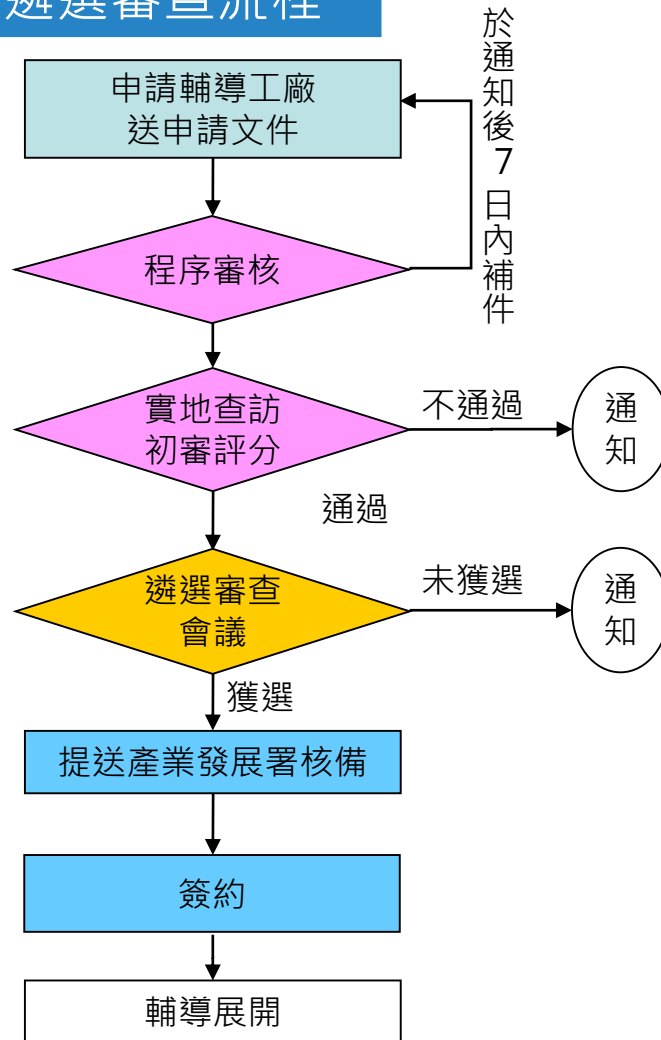 遴選審查流程
申請輔導工廠
送申請文件
於通知後7日內補件
程序審核
實地查訪
初審評分
不通過
通知
通過
遴選審查
會議
未獲選
通知
獲選
提送產業發展署核備
簽約
輔導展開